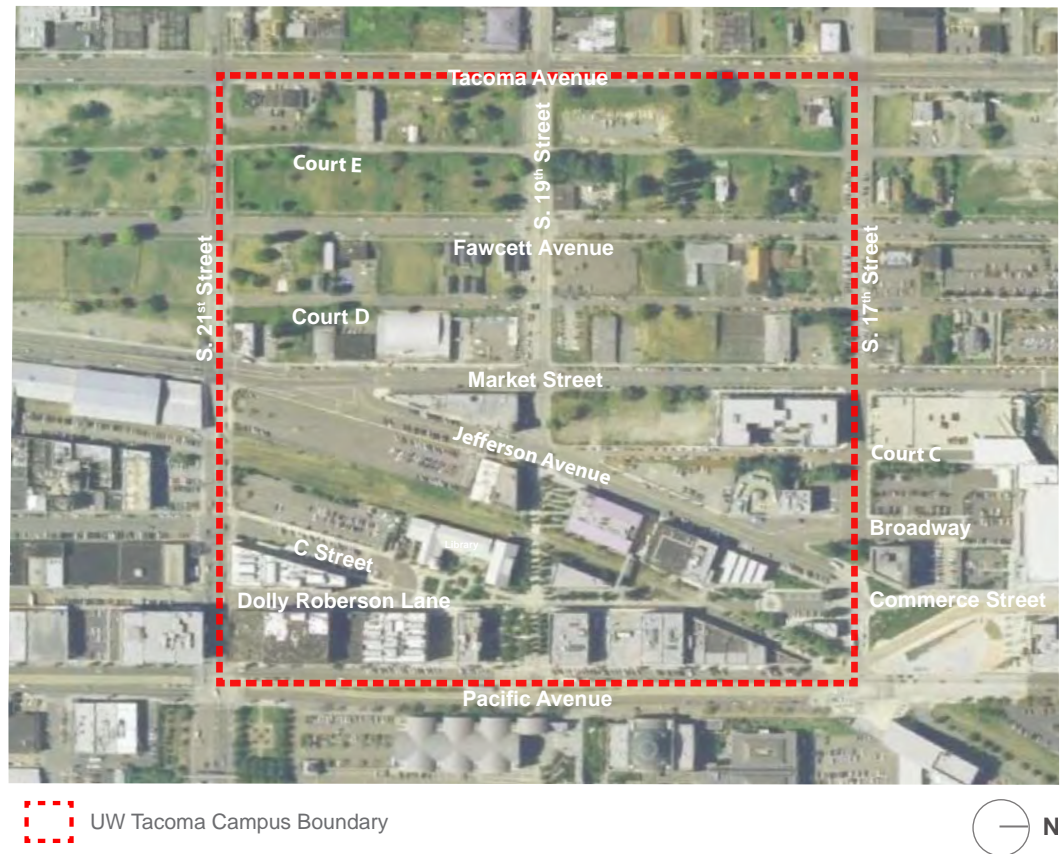 Tacoma Avenue
S. 19th Street
Court E
Fawcett Avenue
S. 21st Street
S. 17th Street
Court D
Market Street
Jefferson Avenue
Court C
Broadway
Library
C Street
Dolly Roberson Lane
Commerce Street
Pacific Avenue
UW Tacoma Campus Boundary
N